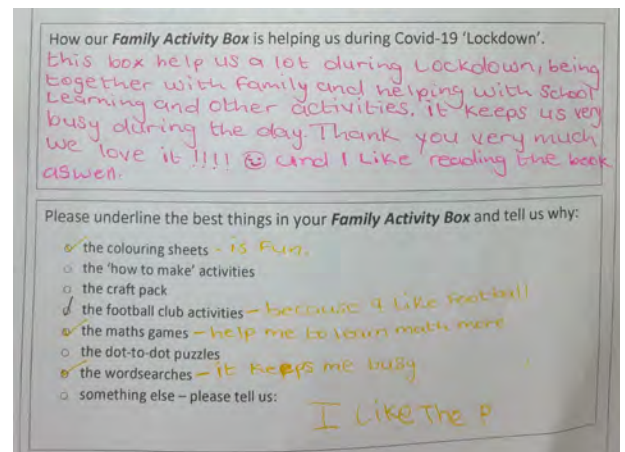 How our Family Activity Box is helping us during Covid-19 'Lockdown'.
this box help us a lot during Lockdown, being
together with family and helping with School
Learning and other activities. it keeps us very
busy during the day. Thank you very much
we love it !!!! ☺ and I Like reading the book
aswell.
Please underline the best things in your Family Activity Box and tell us why:
the colouring sheets - is Fun.
the 'how to make' activities
the craft pack
the football club activities - because I like football
the maths games - help me to learn math more
the dot-to-dot puzzles
the wordsearches - it keeps me busy
something else – please tell us:
I Like The P